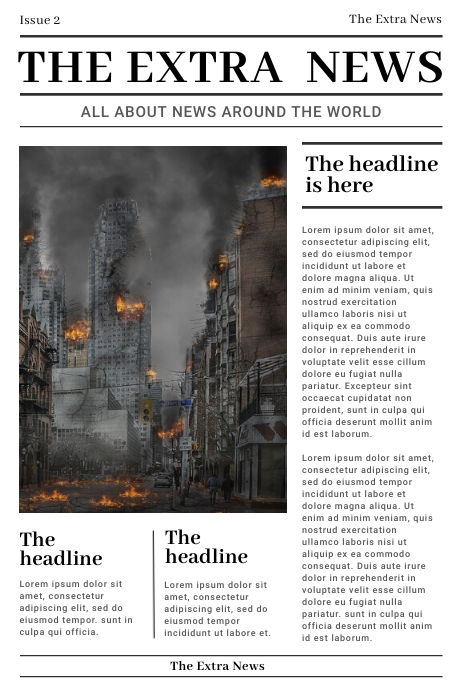 Issue 2
The Extra News
THE EXTRA NEWS
ALL ABOUT NEWS AROUND THE WORLD
The headline
is here
Lorem ipsum dolor sit amet,
consectetur adipiscing elit,
sed do eiusmod tempor
incididunt ut labore et
dolore magna aliqua. Ut
enim ad minim veniam, quis
nostrud exercitation
ullamco laboris nisi ut
aliquip ex ea commodo
consequat. Duis aute irure
dolor in reprehenderit in
voluptate velit esse cillum
dolore eu fugiat nulla
pariatur. Excepteur sint
occaecat cupidatat non
proident, sunt in culpa qui
officia deserunt mollit anim
id est laborum.
Lorem ipsum dolor sit amet,
consectetur adipiscing elit,
sed do eiusmod tempor
incididunt ut labore et
dolore magna aliqua. Ut
enim ad minim veniam, quis
nostrud exercitation
ullamco laboris nisi ut
aliquip ex ea commodo
consequat. Duis aute irure
dolor in reprehenderit in
voluptate velit esse cillum
dolore eu fugiat nulla
pariatur. sunt in culpa qui
officia deserunt mollit anim
id est laborum.
The
headline
Lorem ipsum dolor sit
amet, consectetur
adipiscing elit, sed do
eiusmod tempor. sunt in
culpa qui officia.
The
headline
Lorem ipsum dolor sit
amet, consectetur
adipiscing elit, sed do
eiusmod tempor
incididunt ut labore et.
The Extra News